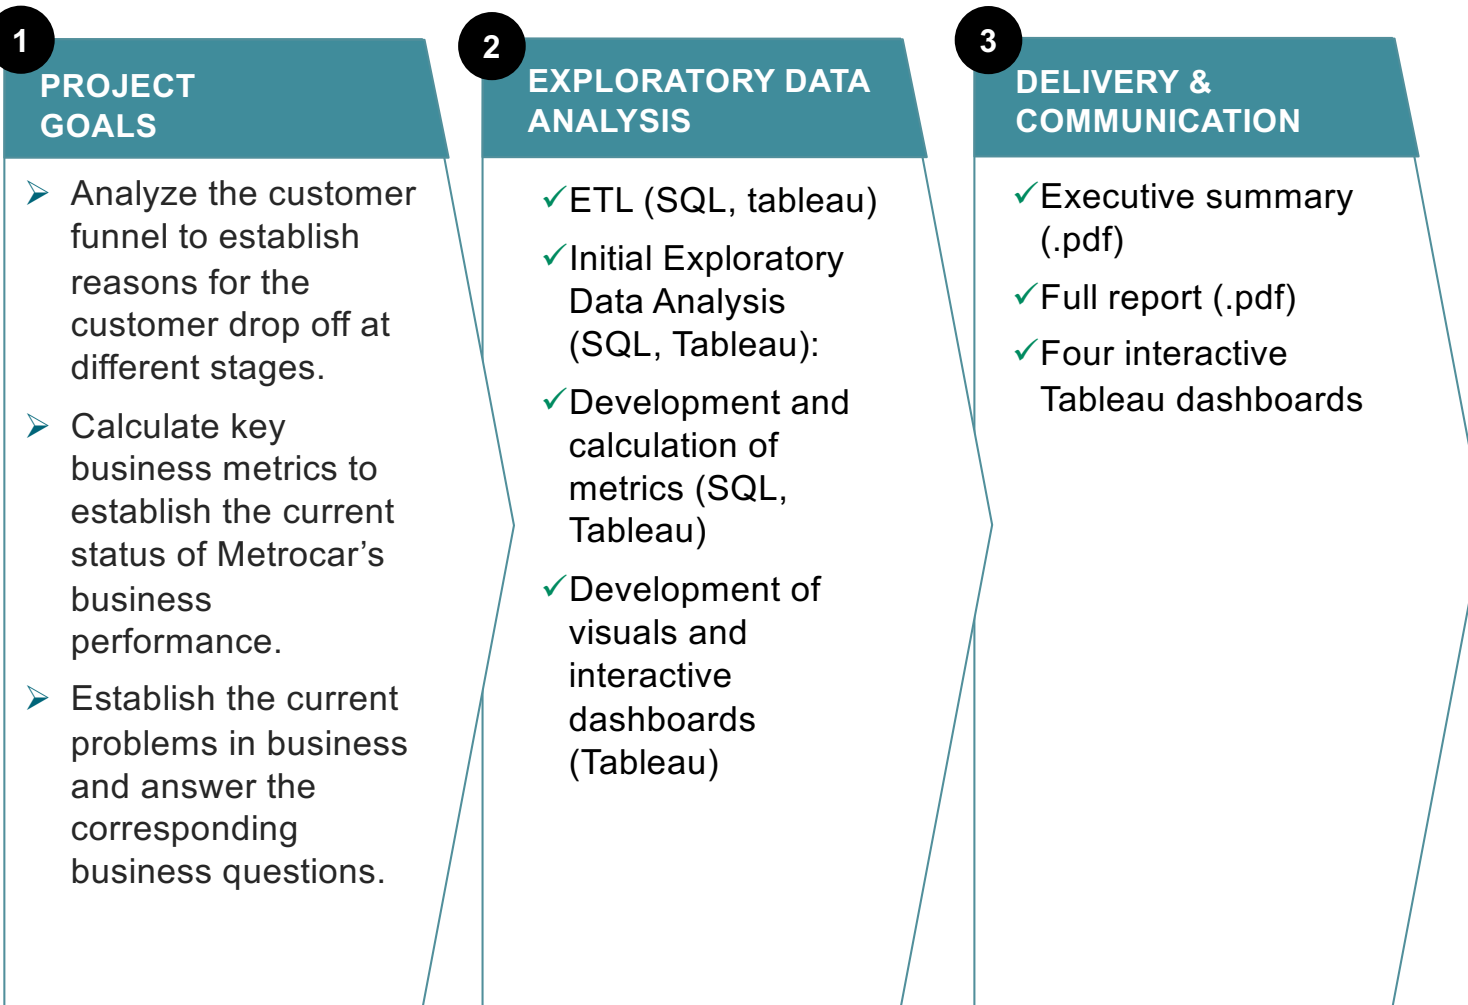 1
PROJECT
GOALS
Analyze the customer
funnel to establish
reasons for the
customer drop off at
different stages.
Calculate key
business metrics to
establish the current
status of Metrocar’s
business
performance.
Establish the current
problems in business
and answer the
corresponding
business questions.
2
EXPLORATORY DATA
ANALYSIS
ETL (SQL, tableau)
Initial Exploratory
Data Analysis
(SQL, Tableau):
Development and
calculation of
metrics (SQL,
Tableau)
Development of
visuals and
interactive
dashboards
(Tableau)
3
DELIVERY &
COMMUNICATION
Executive summary
(.pdf)
Full report (.pdf)
Four interactive
Tableau dashboards